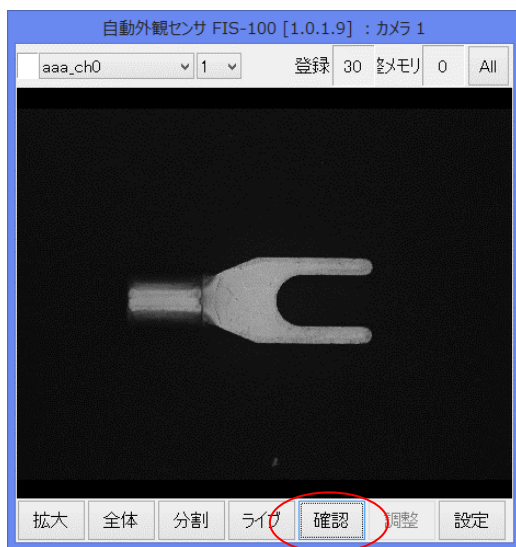 自動外観センサ FIS-100 [1.0.1.9] : カメラ 1
aaa_ch0 1 登録 30 メモリ 0 All
拡大 全体 分割 ライブ 確認 調整 設定